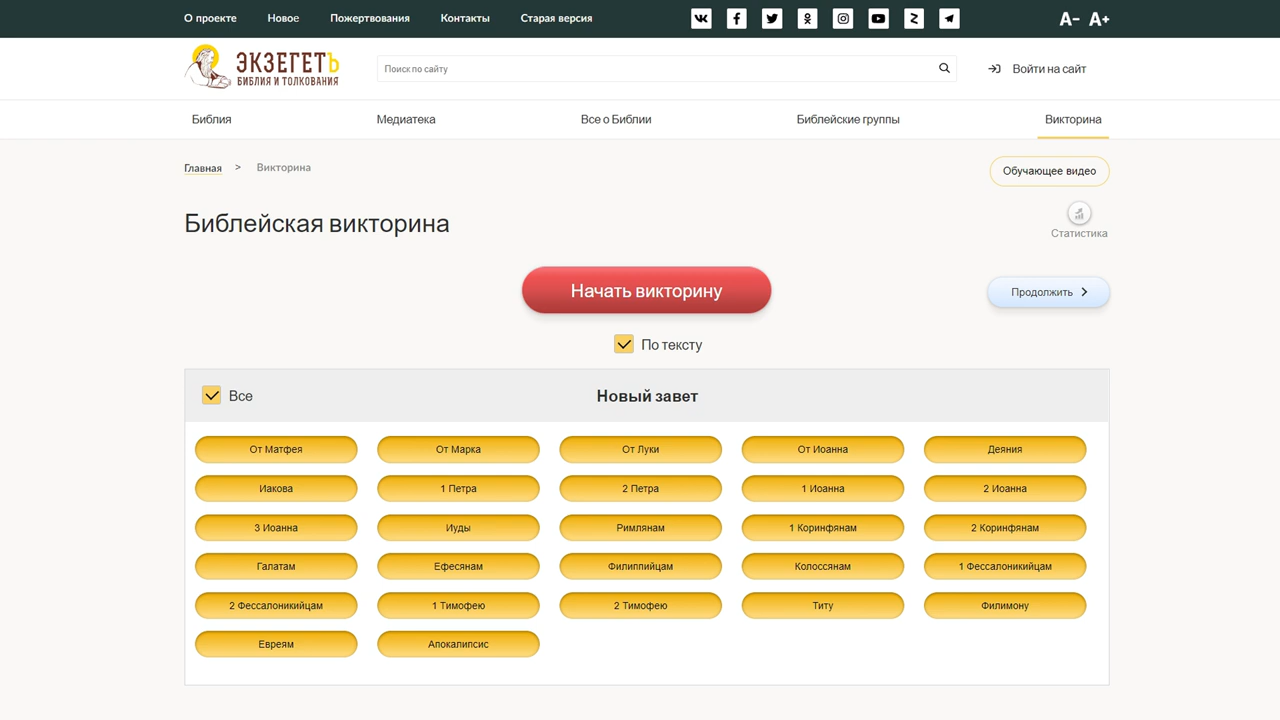 О проекте Новое Пожертвования Контакты Старая версия A- A+
ЭКЗЕГЕТЪ
БИБЛИЯ И ТОЛКОВАНИЯ
Поиск по сайту
Войти на сайт
Библия Медиатека Все о Библии Библейские группы Викторина
Главная > Викторина
Обучающее видео
Библейская викторина
Статистика
Начать викторину
Продолжить
По тексту
Все Новый завет
От Матфея От Марка От Луки От Иоанна Деяния
Иакова 1 Петра 2 Петра 1 Иоанна 2 Иоанна
3 Иоанна Иуды Римлянам 1 Коринфянам 2 Коринфянам
Галатам Ефесянам Филиппийцам Колоссянам 1 Фессалоникийцам
2 Фессалоникийцам 1 Тимофею 2 Тимофею Титу Филимону
Евреям Апокалипсис